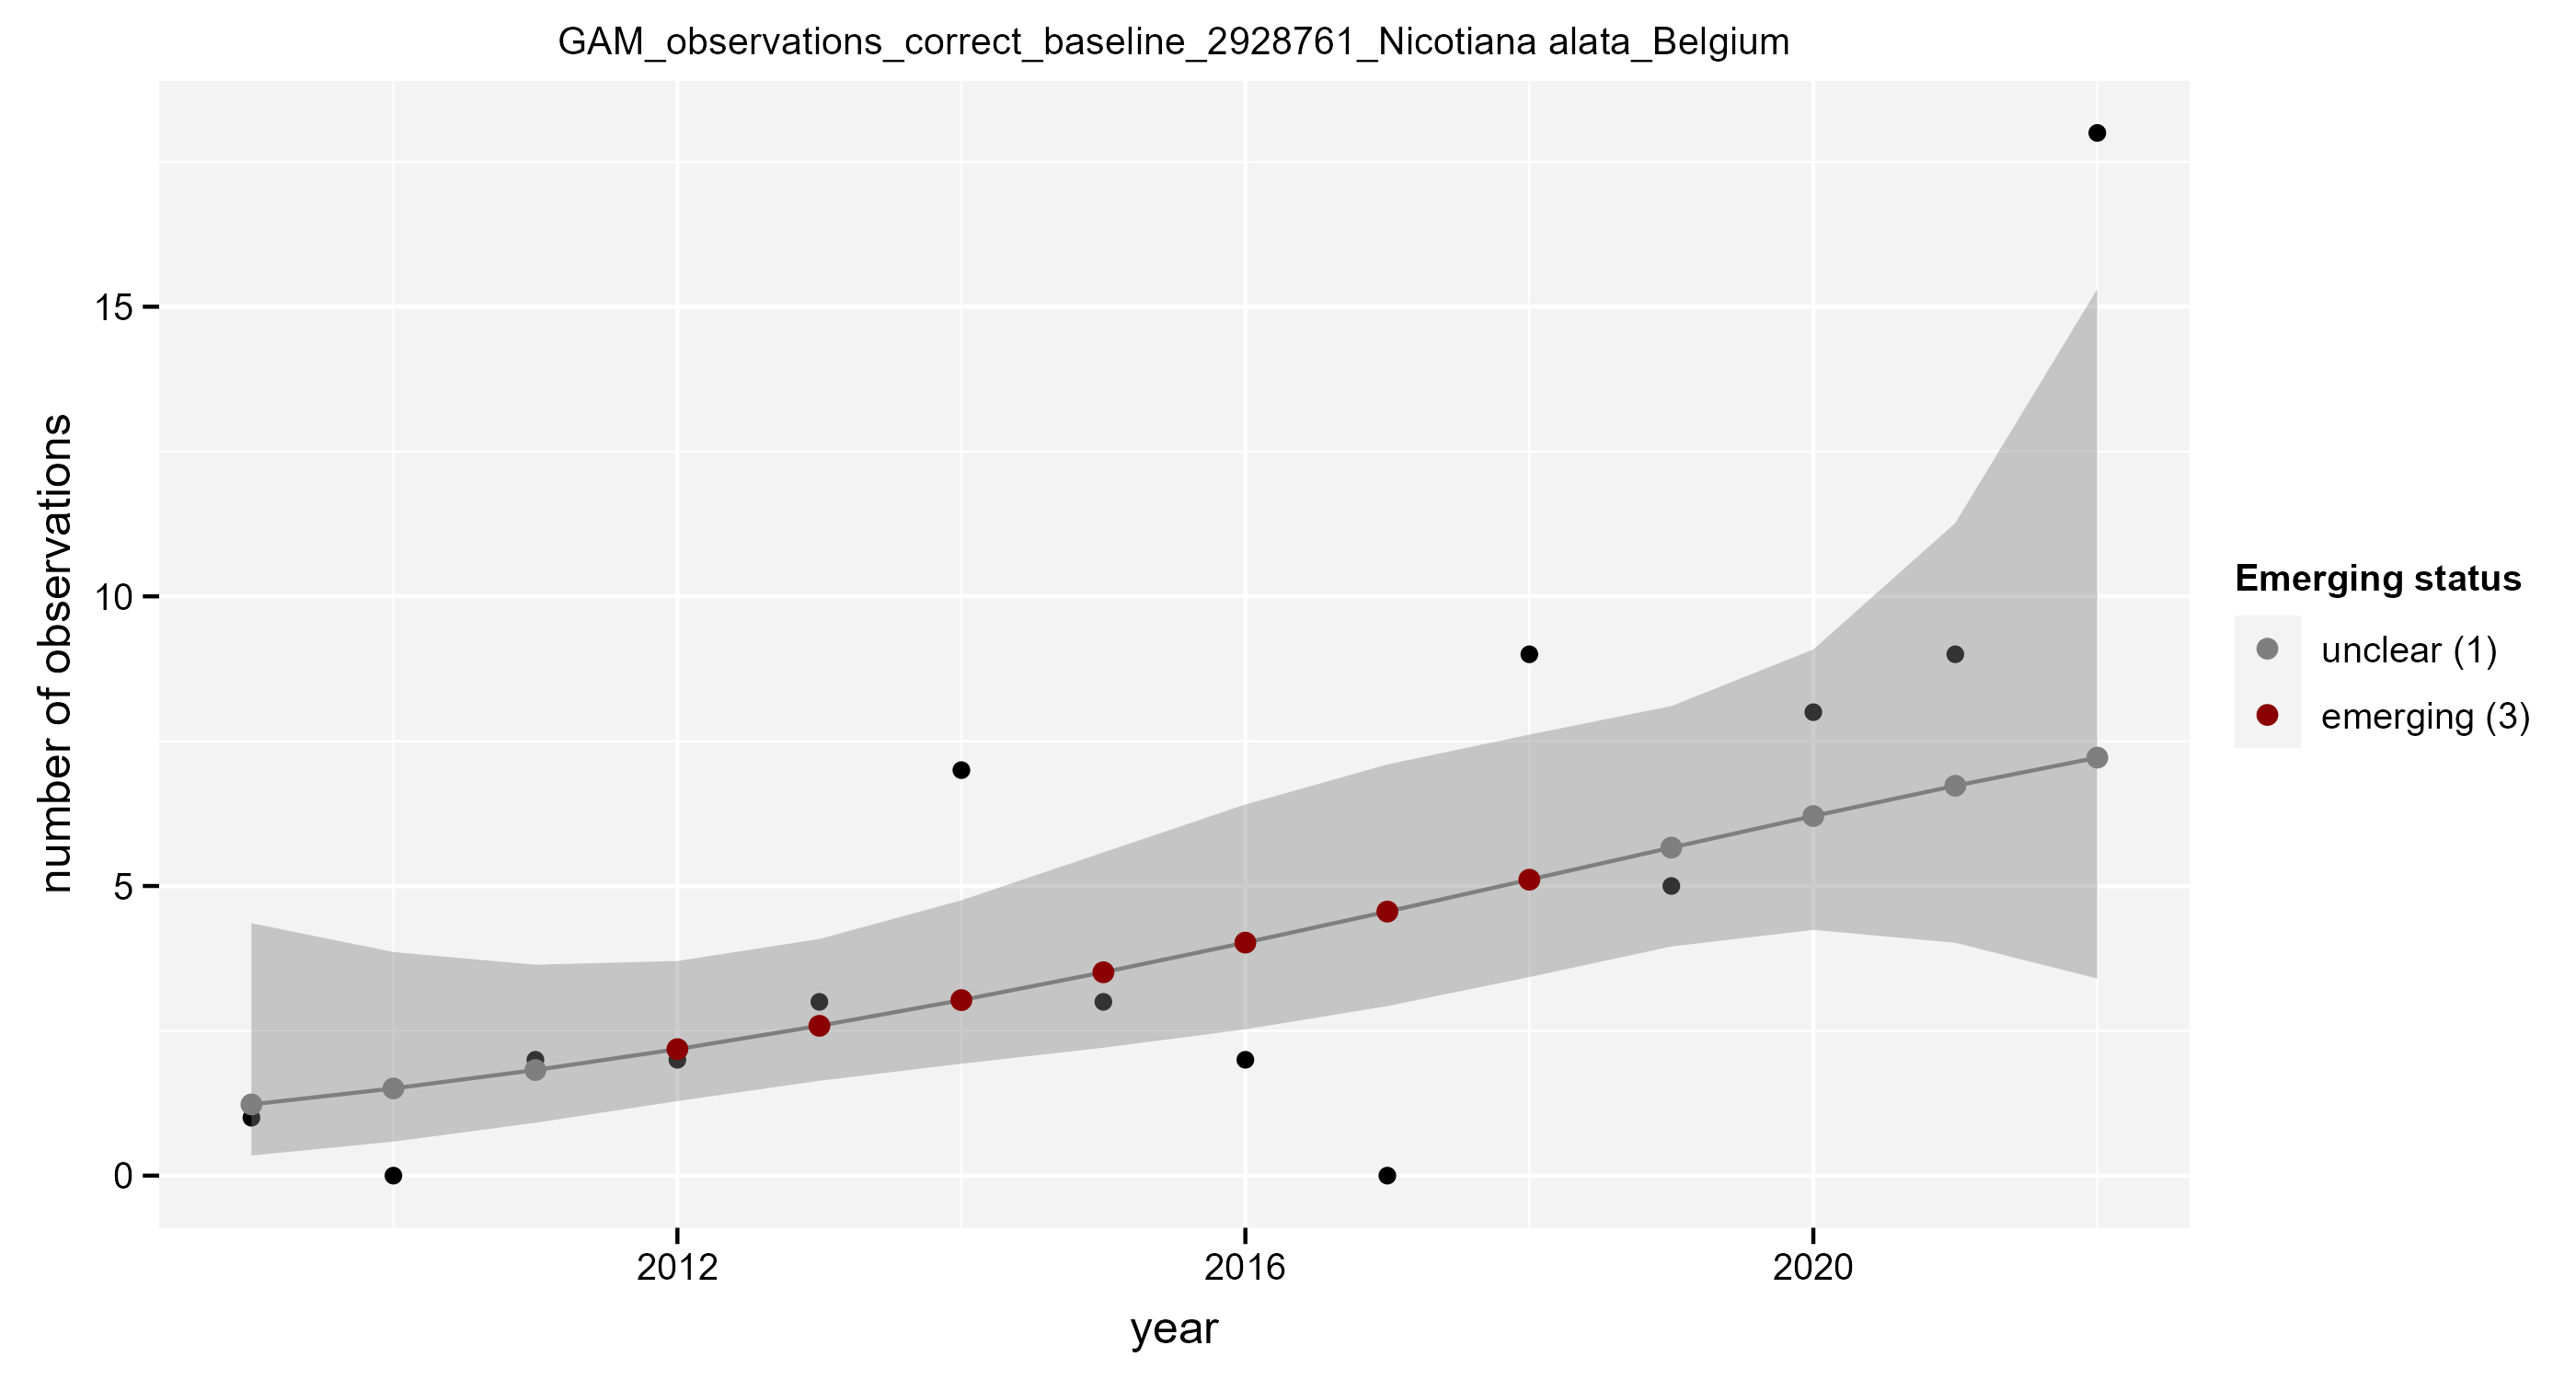 GAM_observations_correct_baseline_2928761_Nicotiana alata_Belgium
number of observations
15
10
5
0
2012
2016
2020
year
Emerging status
unclear (1)
emerging (3)